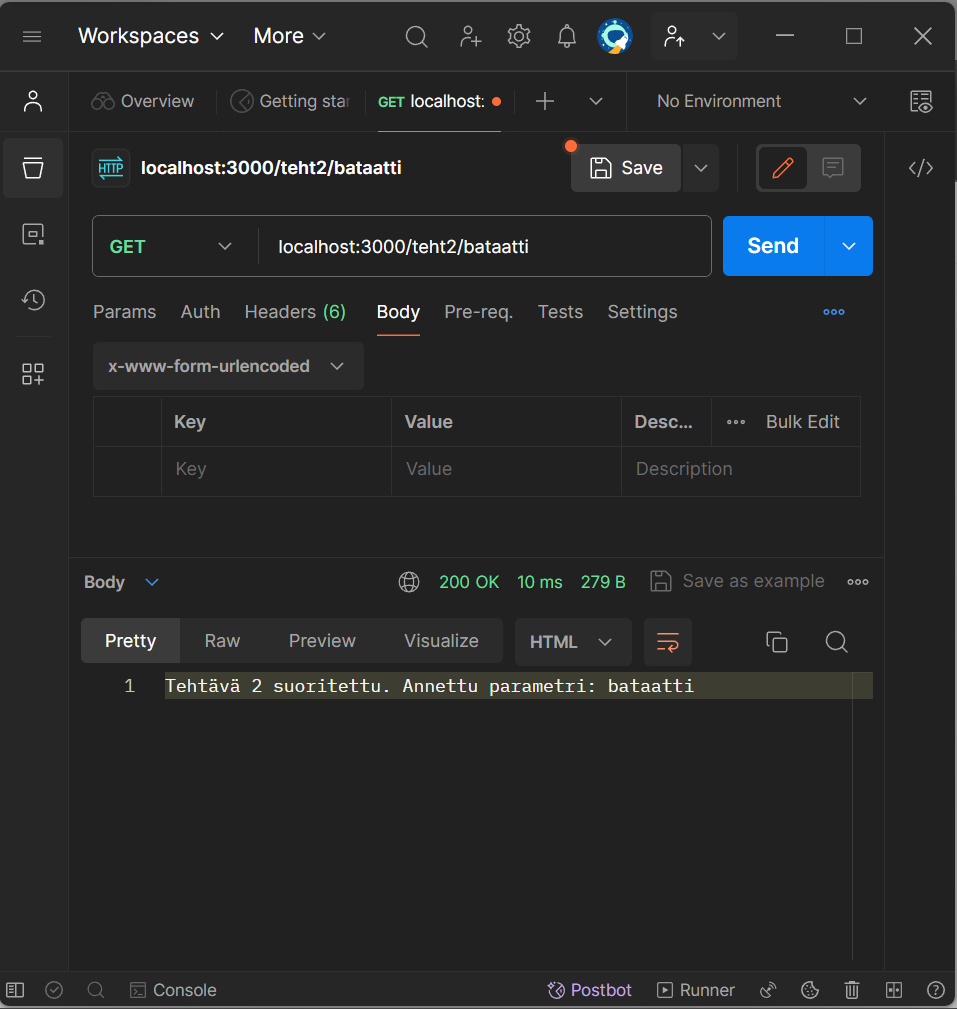 Workspaces More
Overview Getting star GET localhost: No Environment
HTTP localhost:3000/teht2/bataatti Save
GET localhost:3000/teht2/bataatti Send
Params Auth Headers (6) Body Pre-req. Tests Settings
x-www-form-urlencoded
Key Value Desc... Bulk Edit
Key Value Description
Body 200 OK 10 ms 279 B Save as example
Pretty Raw Preview Visualize HTML
1 Tehtävä 2 suoritettu. Annettu parametri: bataatti
Console Postbot Runner